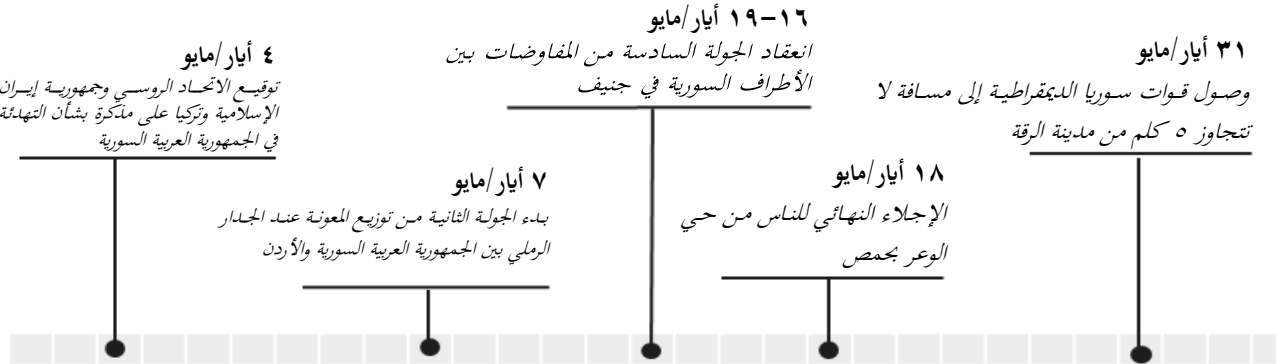 ٤ أيار/مايو
توقيع الاتحاد الروسي وجمهورية إيران
الإسلامية وتركيا على مذكرة بشأن التهدئة
في الجمهورية العربية السورية
٧ أيار/مايو
بدء الجولة الثانية من توزيع المعونة عند الجدار
الرملي بين الجمهورية العربية السورية والأردن
١٦-١٩ أيار/مايو
انعقاد الجولة السادسة من المفاوضات بين
الأطراف السورية في جنيف
١٨ أيار/مايو
الإجلاء النهائي للناس من حي
الوعر بحمص
٣١ أيار/مايو
وصول قوات سوريا الديمقراطية إلى مسافة لا
تتجاوز ٥ كلم من مدينة الرقة